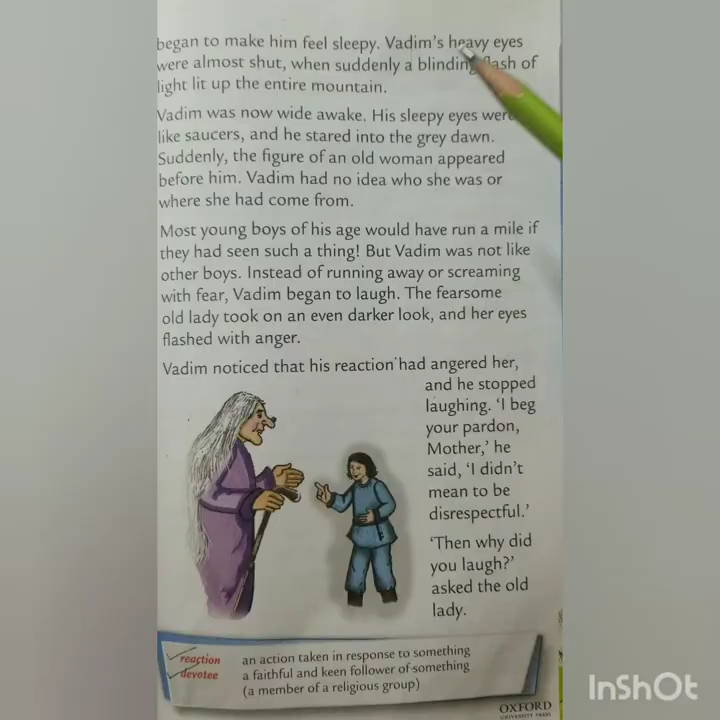 began to make him feel sleepy. Vadim's heavy eyes
were almost shut, when suddenly a blinding flash of
light lit up the entire mountain.
Vadim was now wide awake. His sleepy eyes were
like saucers, and he stared into the grey dawn.
Suddenly, the figure of an old woman appeared
before him. Vadim had no idea who she was or
where she had come from.
Most young boys of his age would have run a mile if
they had seen such a thing! But Vadim was not like
other boys. Instead of running away or screaming
with fear, Vadim began to laugh. The fearsome
old lady took on an even darker look, and her eyes
flashed with anger.
Vadim noticed that his reaction had angered her,
and he stopped
laughing. 'I beg
your pardon,
Mother,' he
said, 'I didn't
mean to be
disrespectful.'
'Then why did
you laugh?'
asked the old
lady.
reaction an action taken in response to something
devotee a faithful and keen follower of something
(a member of a religious group)
OXFORD
UNIVERSITY PRESS
InShOt